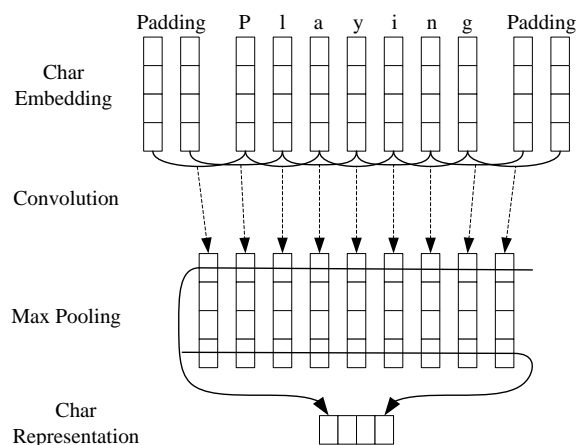 Padding P l a y i n g Padding
Char
Embedding
Convolution
Max Pooling
Char
Representation